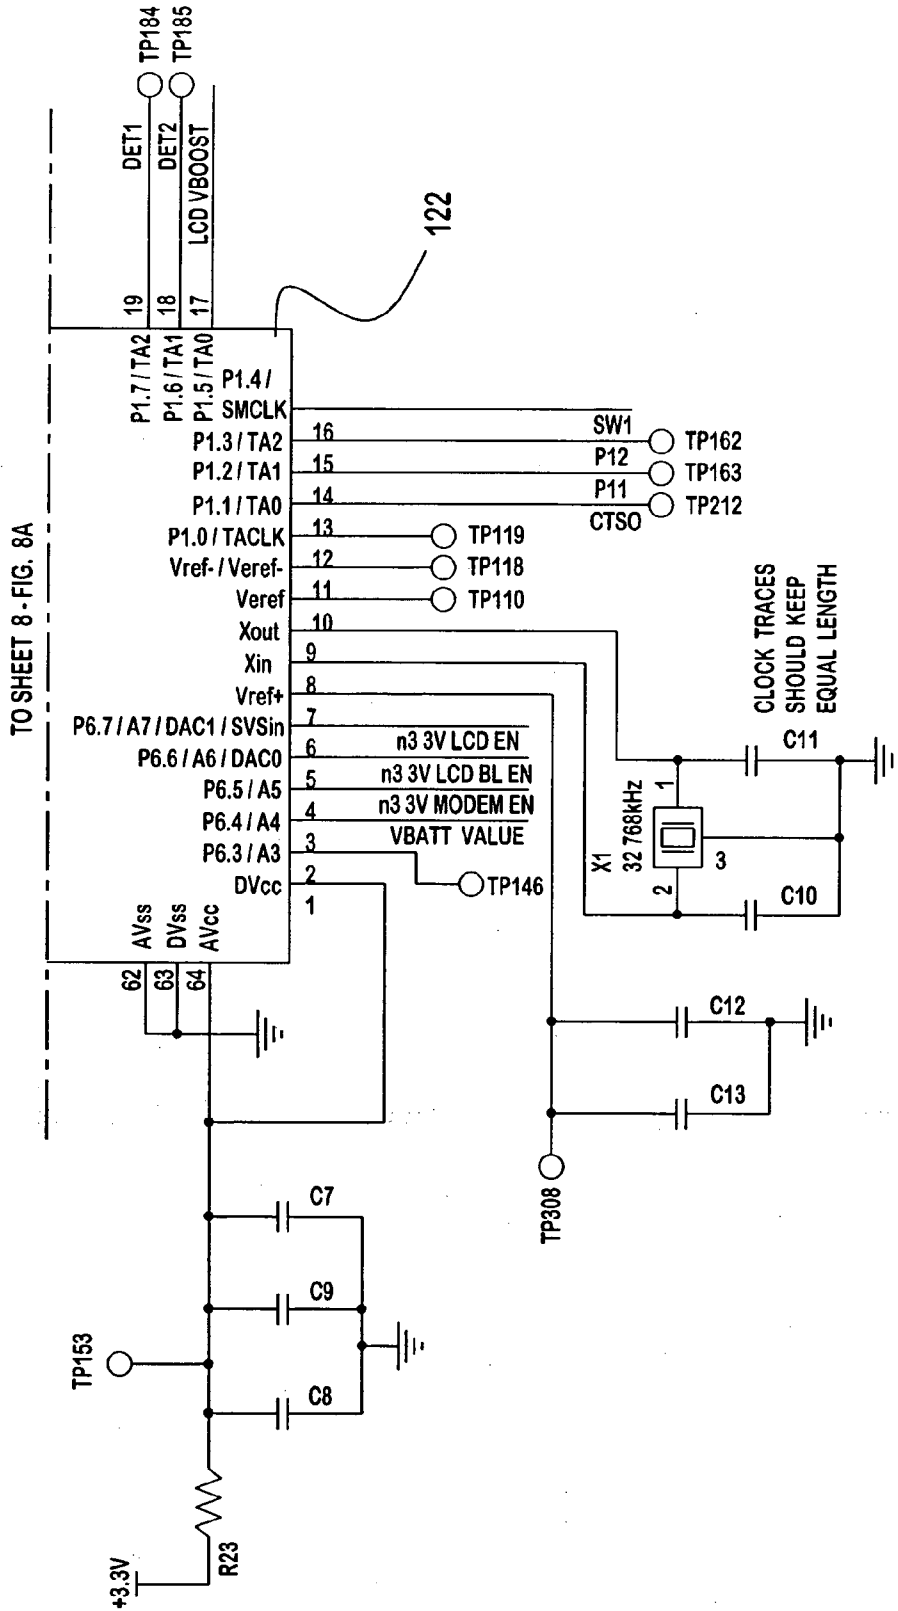 TO SHEET 8 - FIG. 8A
DET1
TP184
DET2
TP185
LCD VBOOST
19
18
17
P1.7 / TA2
P1.6 / TA1
P1.5 / TA0
122
P1.4 /
SMCLK
P1.3 / TA2
16
SW1
TP162
P1.2 / TA1
15
P12
TP163
P1.1 / TA0
14
P11
TP212
P1.0 / TACLK
13
CTSO
TP119
Vref- / Veref-
12
TP118
Veref
11
TP110
Xout
10
Xin
9
Vref+
8
P6.7 / A7 / DAC1 / SVSin
7
n3 3V LCD EN
P6.6 / A6 / DAC0
6
n3 3V LCD BL EN
P6.5 / A5
5
n3 3V MODEM EN
P6.4 / A4
4
VBATT VALUE
P6.3 / A3
3
TP146
DVcc
2
1
CLOCK TRACES
SHOULD KEEP
EQUAL LENGTH
C11
X1
32 768kHz
1
2
3
C10
AVss
DVss
AVcc
62
63
64
C12
C13
TP308
C7
C9
C8
TP153
R23
+3.3V